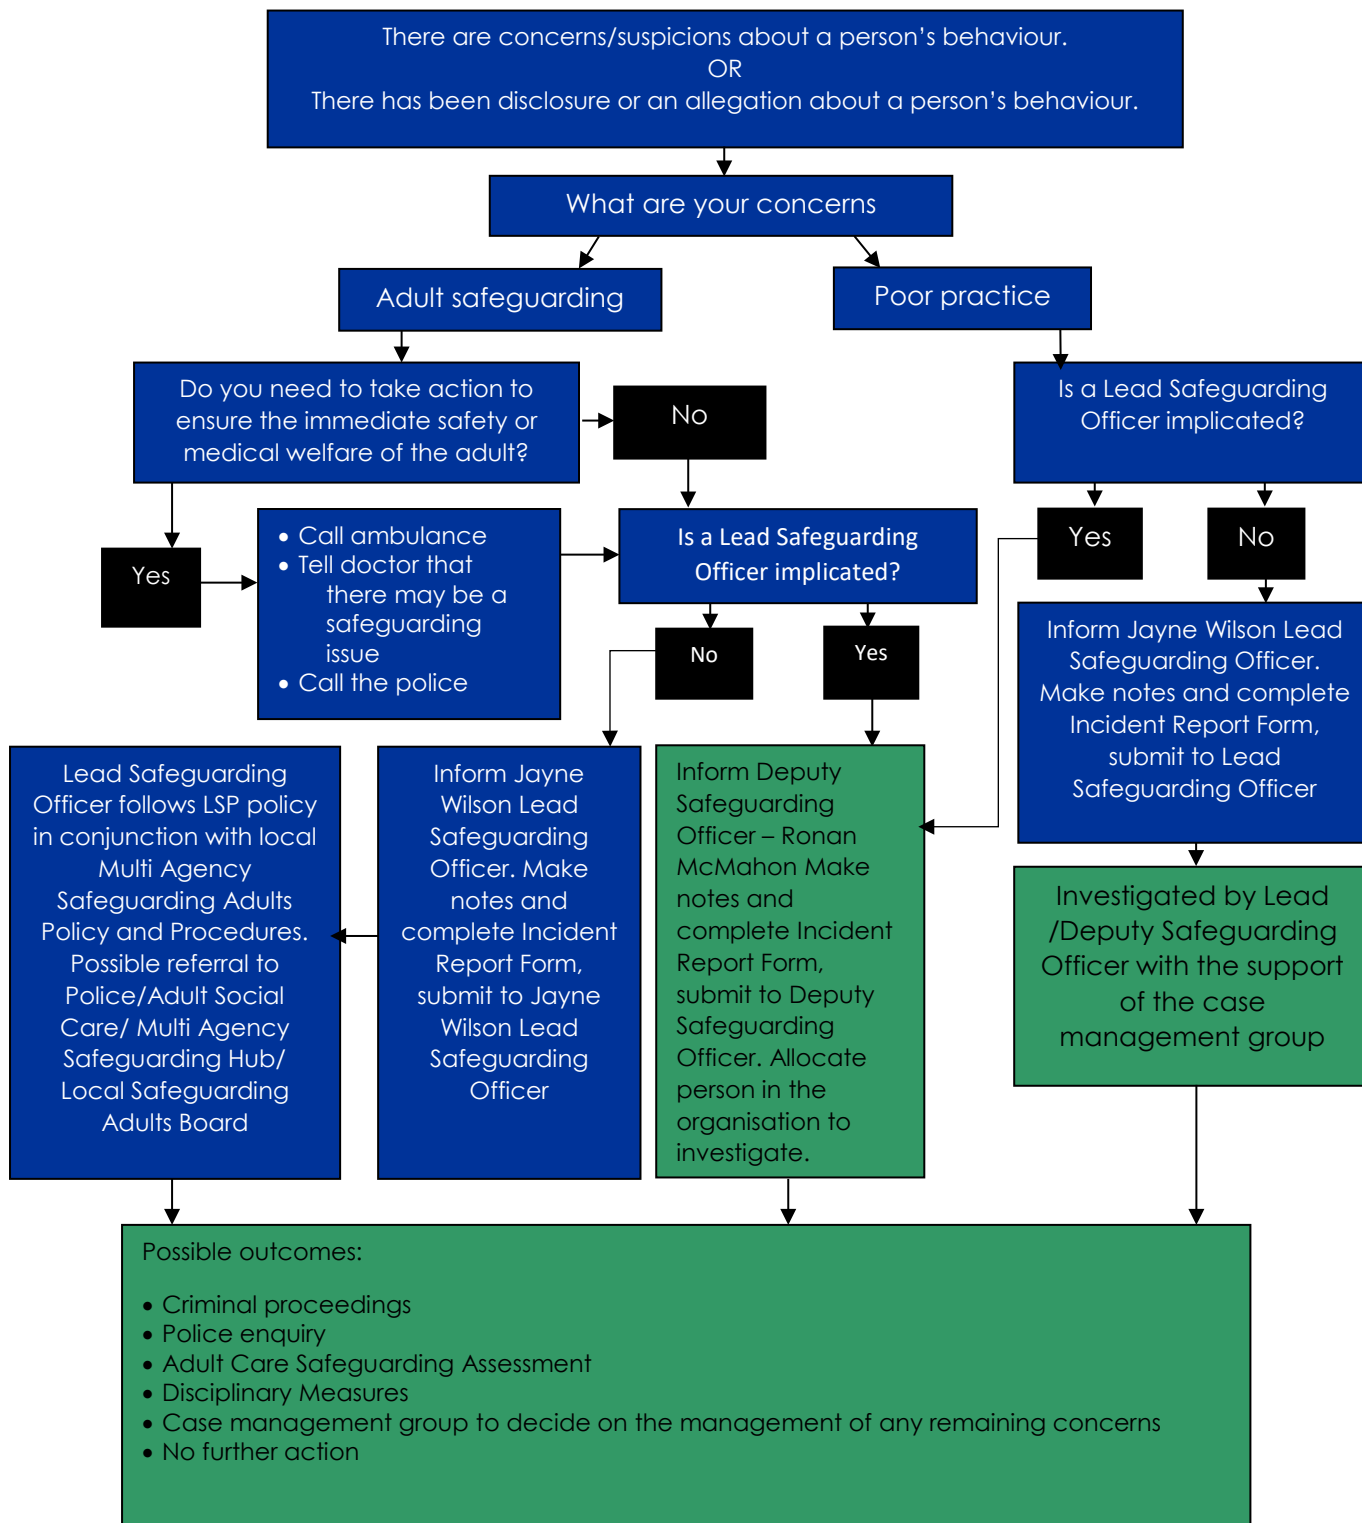 There are concerns/suspicions about a person’s behaviour.
OR
There has been disclosure or an allegation about a person’s behaviour.
What are your concerns
Adult safeguarding
Poor practice
Do you need to take action to
ensure the immediate safety or
medical welfare of the adult?
No
Is a Lead Safeguarding
Officer implicated?
Yes
• Call ambulance
• Tell doctor that
there may be a
safeguarding
issue
• Call the police
Is a Lead Safeguarding
Officer implicated?
Yes
No
No
Yes
Inform Jayne Wilson Lead
Safeguarding Officer.
Make notes and complete
Incident Report Form,
submit to Lead
Safeguarding Officer
Lead Safeguarding
Officer follows LSP policy
in conjunction with local
Multi Agency
Safeguarding Adults
Policy and Procedures.
Possible referral to
Police/Adult Social
Care/ Multi Agency
Safeguarding Hub/
Local Safeguarding
Adults Board
Inform Jayne
Wilson Lead
Safeguarding
Officer. Make
notes and
complete Incident
Report Form,
submit to Jayne
Wilson Lead
Safeguarding
Officer
Inform Deputy
Safeguarding
Officer – Ronan
McMahon Make
notes and
complete Incident
Report Form,
submit to Deputy
Safeguarding
Officer. Allocate
person in the
organisation to
investigate.
Investigated by Lead
/Deputy Safeguarding
Officer with the support
of the case
management group
Possible outcomes:
• Criminal proceedings
• Police enquiry
• Adult Care Safeguarding Assessment
• Disciplinary Measures
• Case management group to decide on the management of any remaining concerns
• No further action